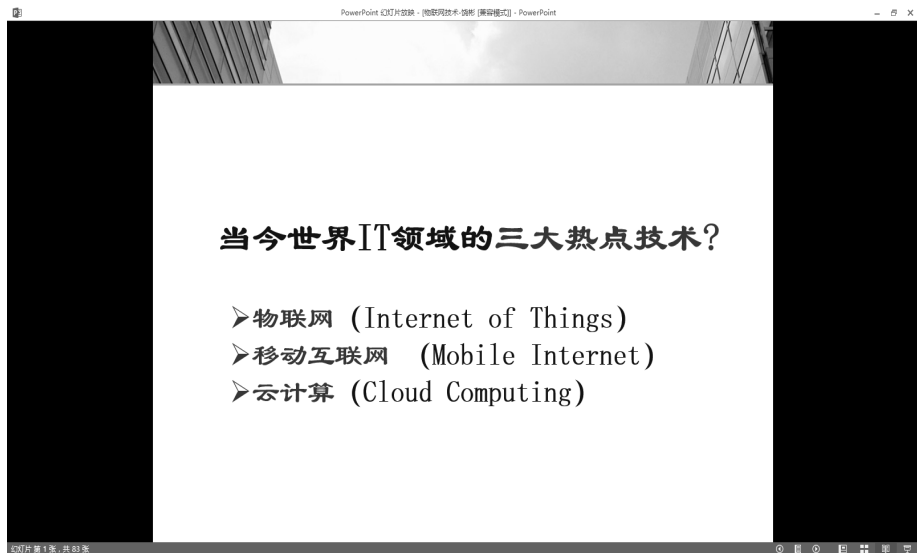 PowerPoint 幻灯片放映 - [物联网技术-饶彬 [兼容模式]] - PowerPoint
当今世界IT领域的三大热点技术?
➢物联网 (Internet of Things)
➢移动互联网 (Mobile Internet)
➢云计算 (Cloud Computing)
幻灯片 第 1 张，共 83 张